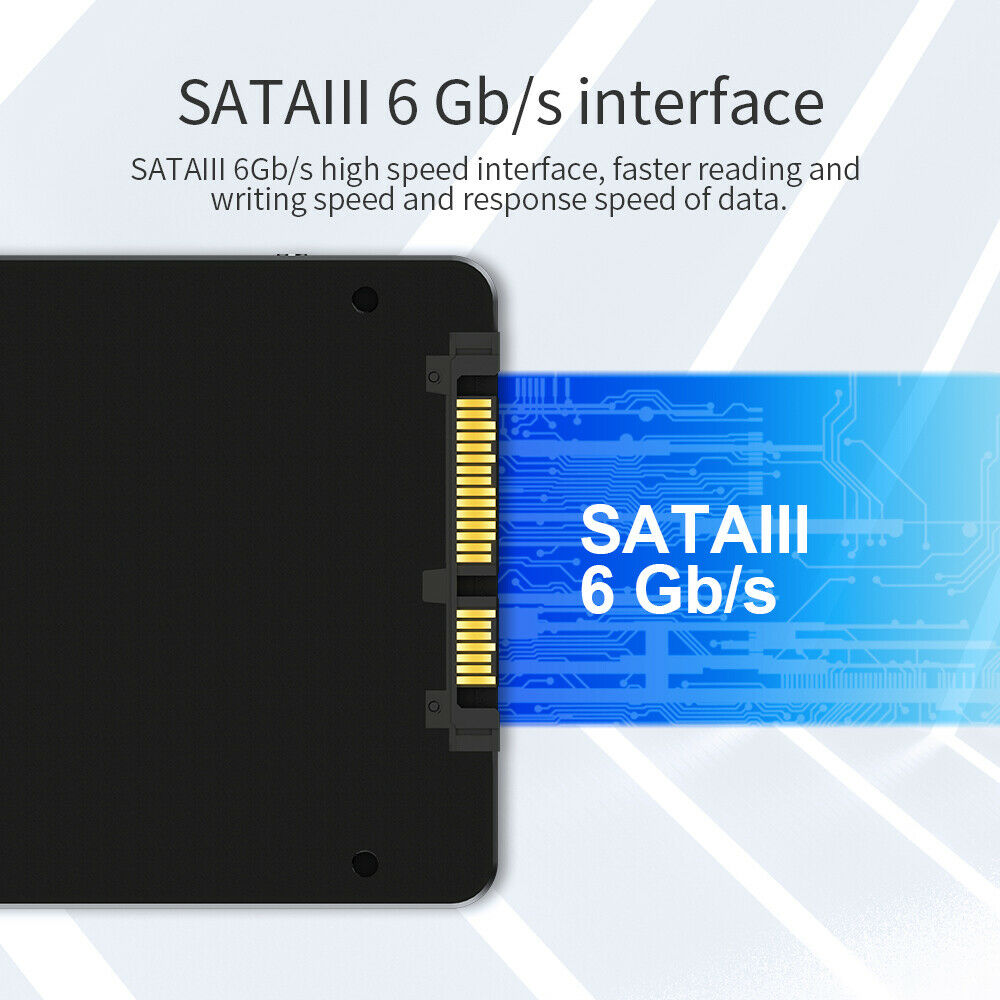 SATAIII 6 Gb/s interface
SATAIII 6Gb/s high speed interface, faster reading and
writing speed and response speed of data.
SATAIII
6 Gb/s